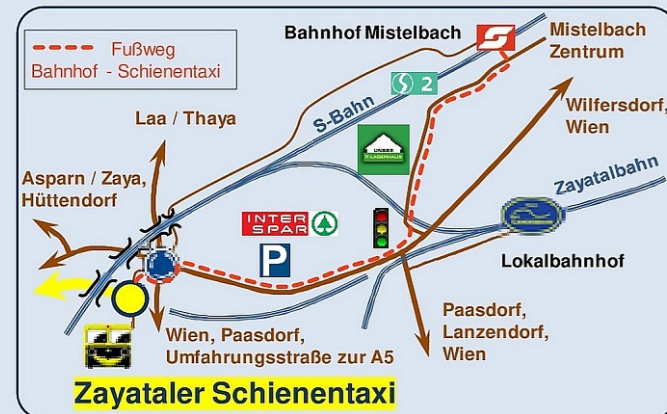 Fußweg
Bahnhof - Schienentaxi
Bahnhof Mistelbach
Mistelbach
Zentrum
S 2
S-Bahn
Wilfersdorf,
Wien
Laa / Thaya
UNSER
X LAGERHAUS
Zayatalbahn
Asparn / Zaya,
Hüttendorf
INTER
SPAR
P
Lokalbahnhof
Wien, Paasdorf,
Umfahrungsstraße zur A5
Paasdorf,
Lanzendorf,
Wien
Zayataler Schienentaxi